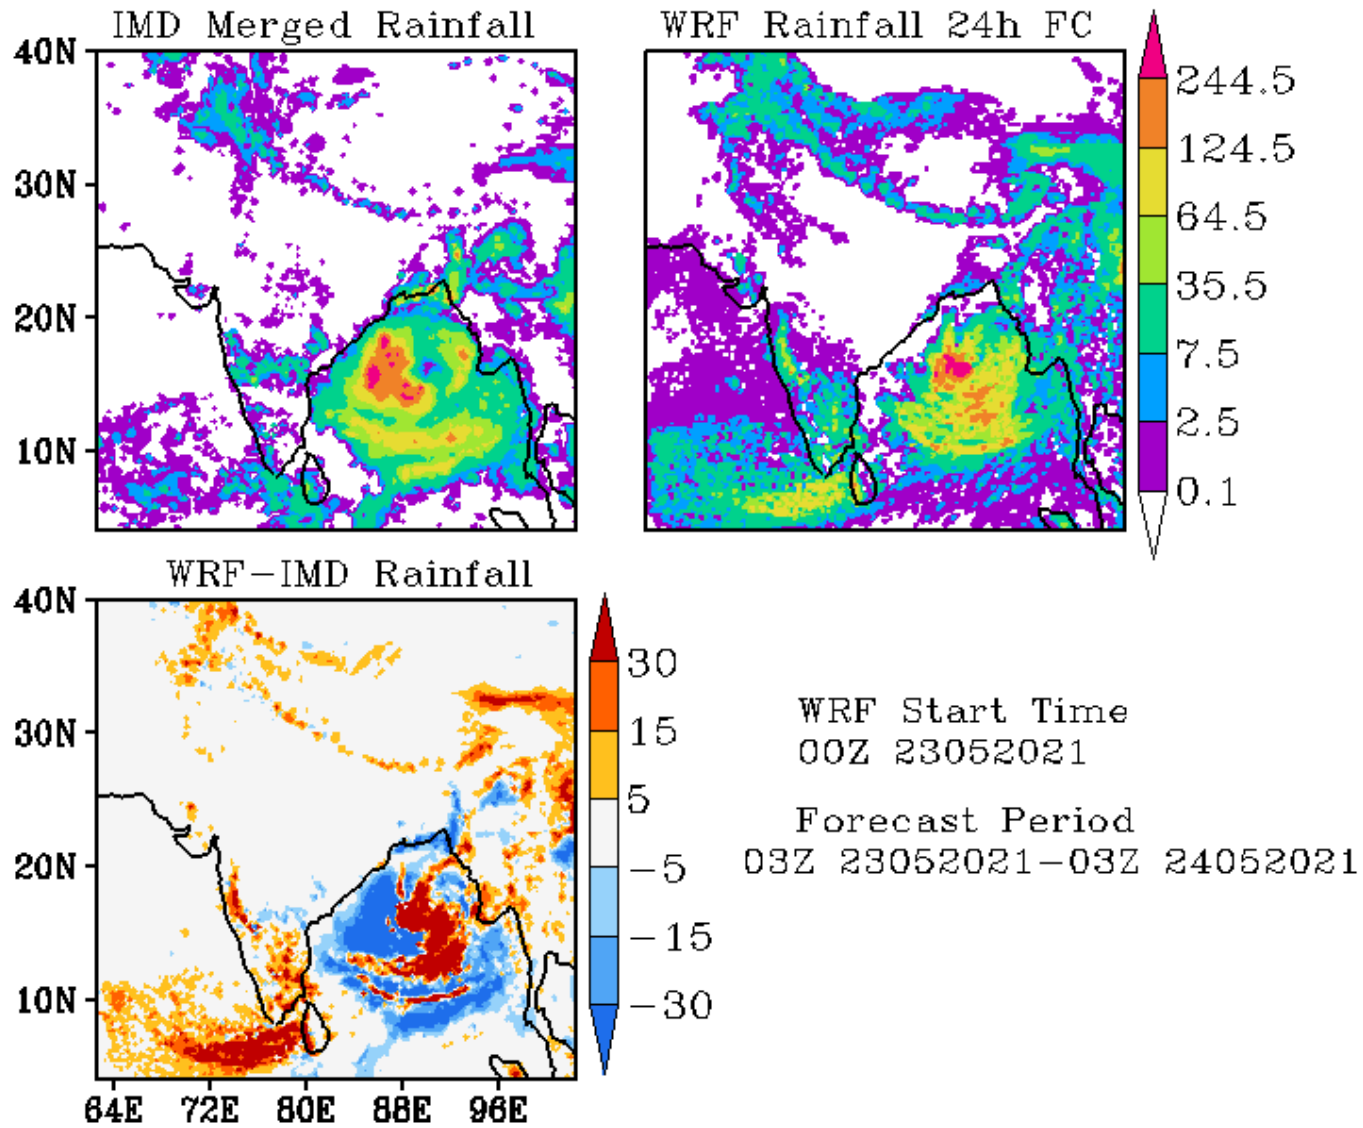 IMD Merged Rainfall
WRF Rainfall 24h FC
40N
30N
20N
10N
244.5
124.5
64.5
35.5
7.5
2.5
0.1
WRF-IMD Rainfall
40N
30N
20N
10N
64E 72E 80E 88E 96E
30
15
5
-5
-15
-30
WRF Start Time
00Z 23052021
Forecast Period
03Z 23052021-03Z 24052021